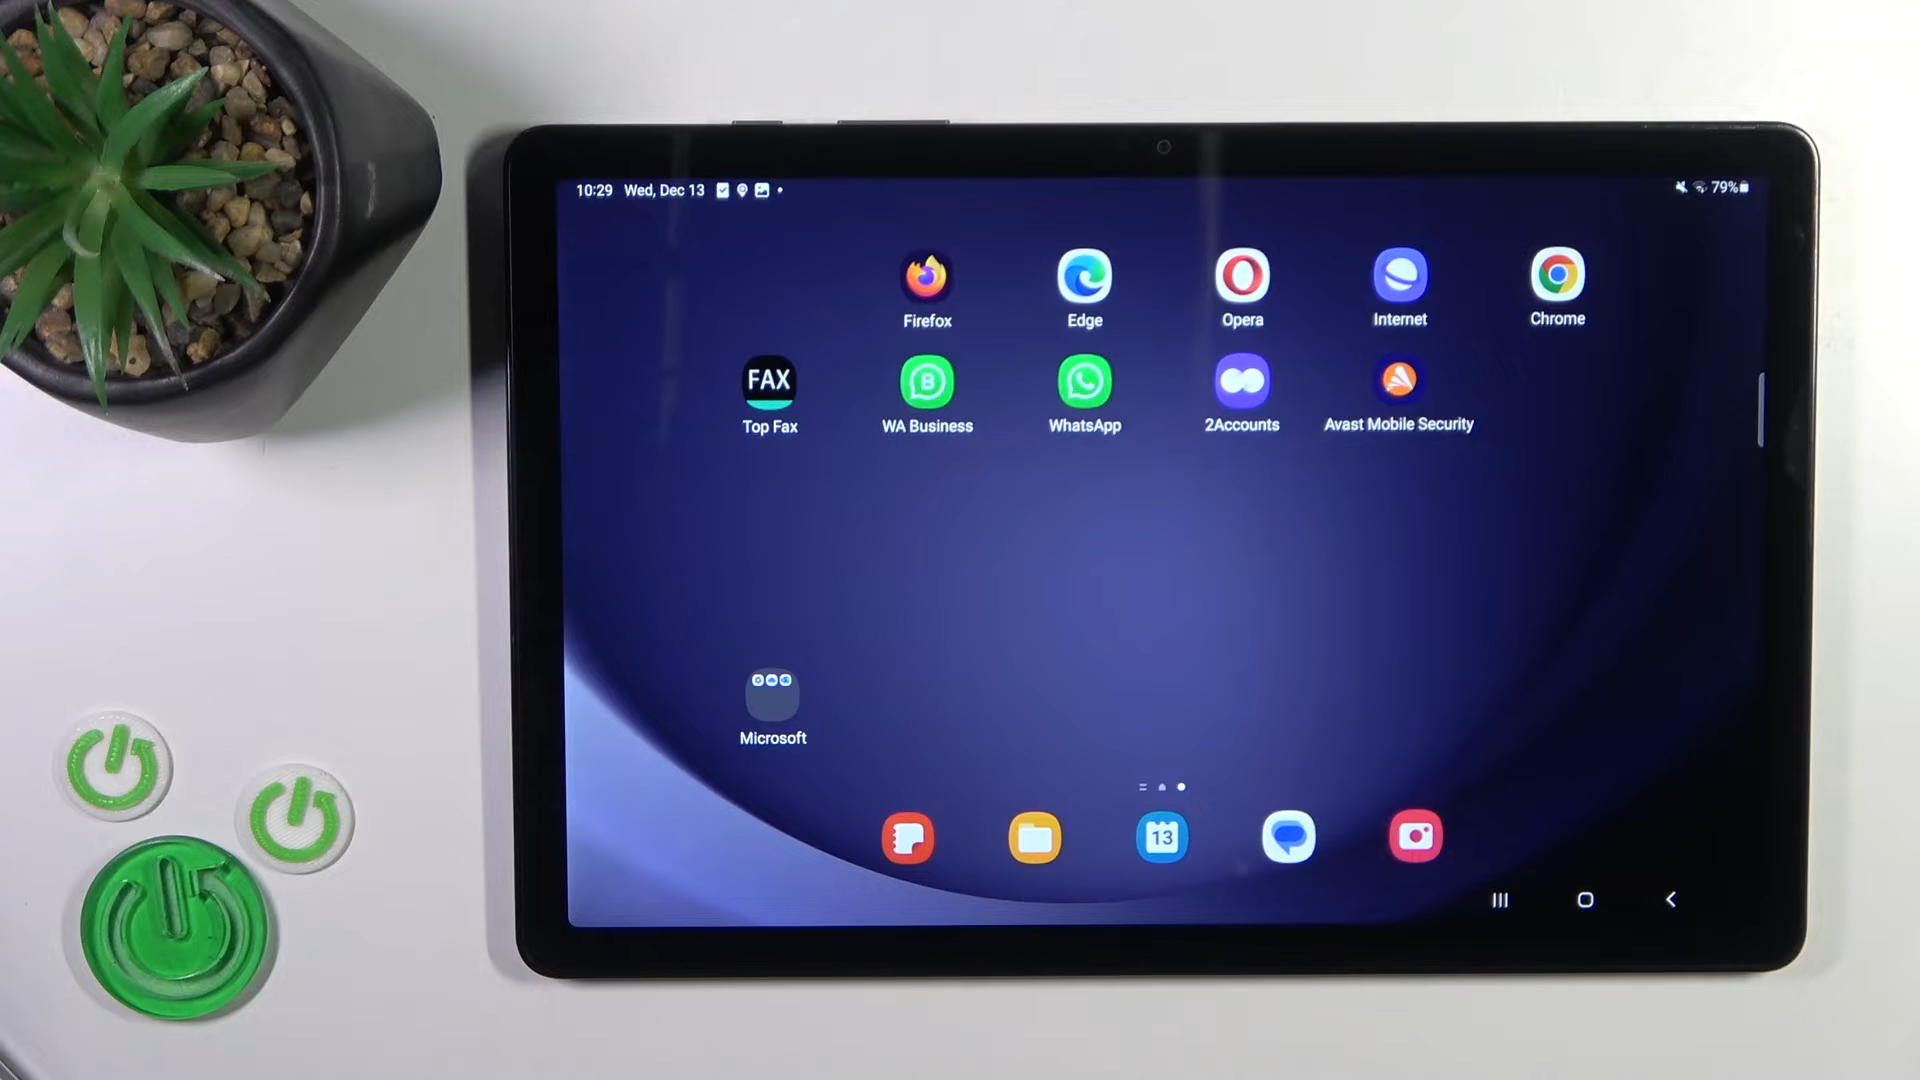 10:29 Wed, Dec 13
79%
Firefox
Edge
Opera
Internet
Chrome
FAX
B
Top Fax
WA Business
WhatsApp
2Accounts
Avast Mobile Security
Microsoft
13